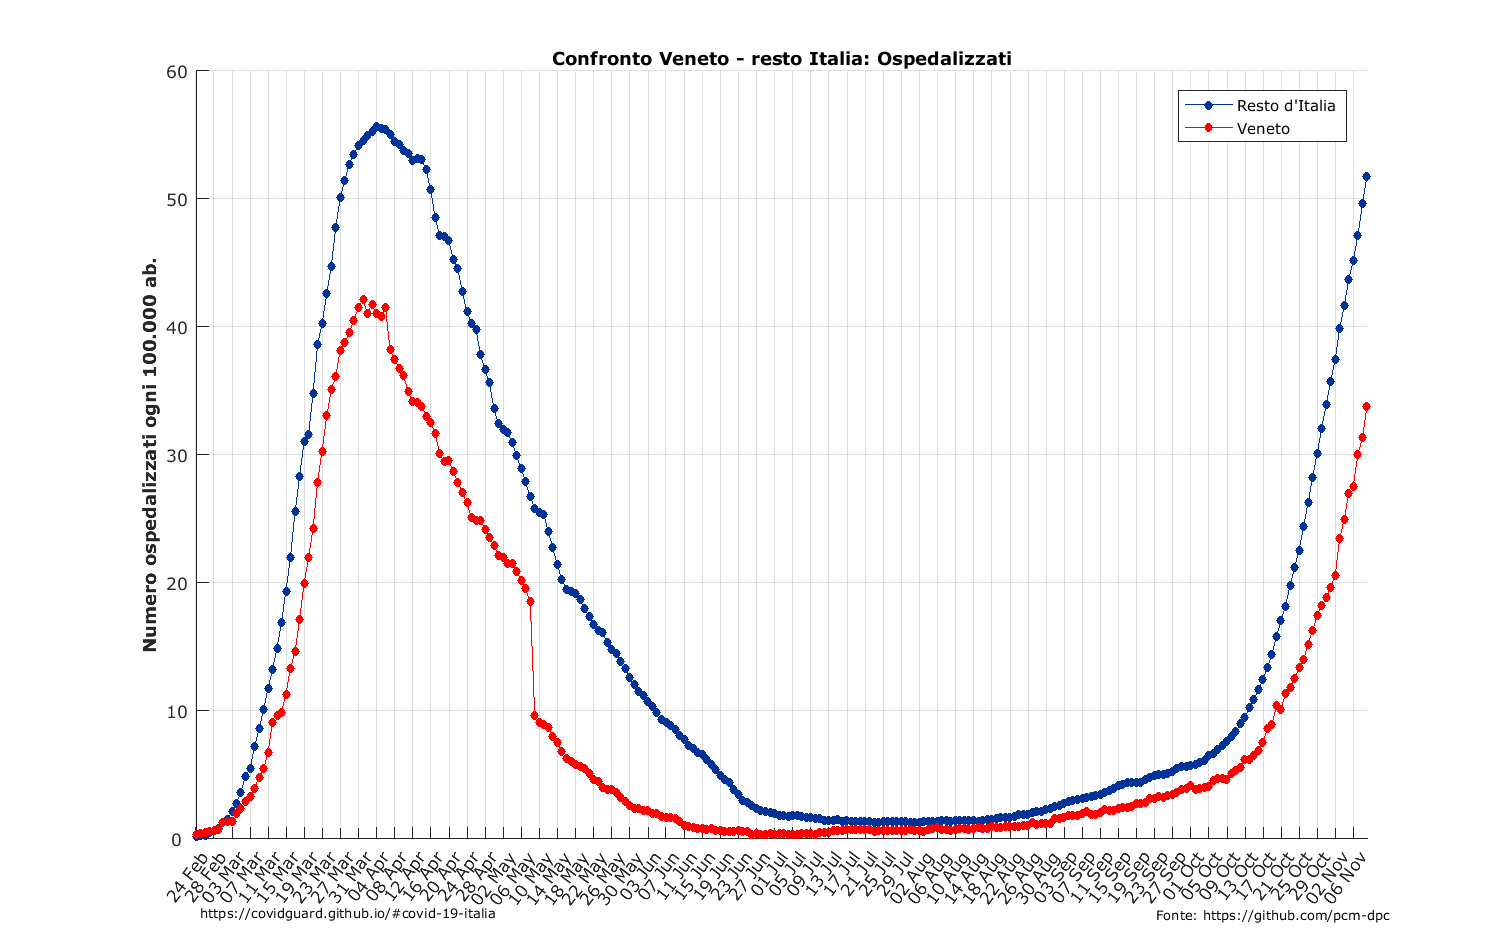 Confronto Veneto - resto Italia: Ospedalizzati
Resto d'Italia
Veneto
Numero ospedalizzati ogni 100.000 ab.
60
50
40
30
20
10
0
24 Feb
28 Feb
03 Mar
07 Mar
11 Mar
15 Mar
19 Mar
23 Mar
27 Mar
31 Mar
04 Apr
08 Apr
12 Apr
16 Apr
20 Apr
24 Apr
28 Apr
02 May
06 May
10 May
14 May
18 May
22 May
26 May
30 May
03 Jun
07 Jun
11 Jun
15 Jun
19 Jun
23 Jun
27 Jun
01 Jul
05 Jul
09 Jul
13 Jul
17 Jul
21 Jul
25 Jul
29 Jul
02 Aug
06 Aug
10 Aug
14 Aug
18 Aug
22 Aug
26 Aug
30 Aug
03 Sep
07 Sep
11 Sep
15 Sep
19 Sep
23 Sep
27 Sep
01 Oct
05 Oct
09 Oct
13 Oct
17 Oct
21 Oct
25 Oct
29 Oct
02 Nov
06 Nov
https://covidguard.github.io/#covid-19-italia
Fonte: https://github.com/pcm-dpc